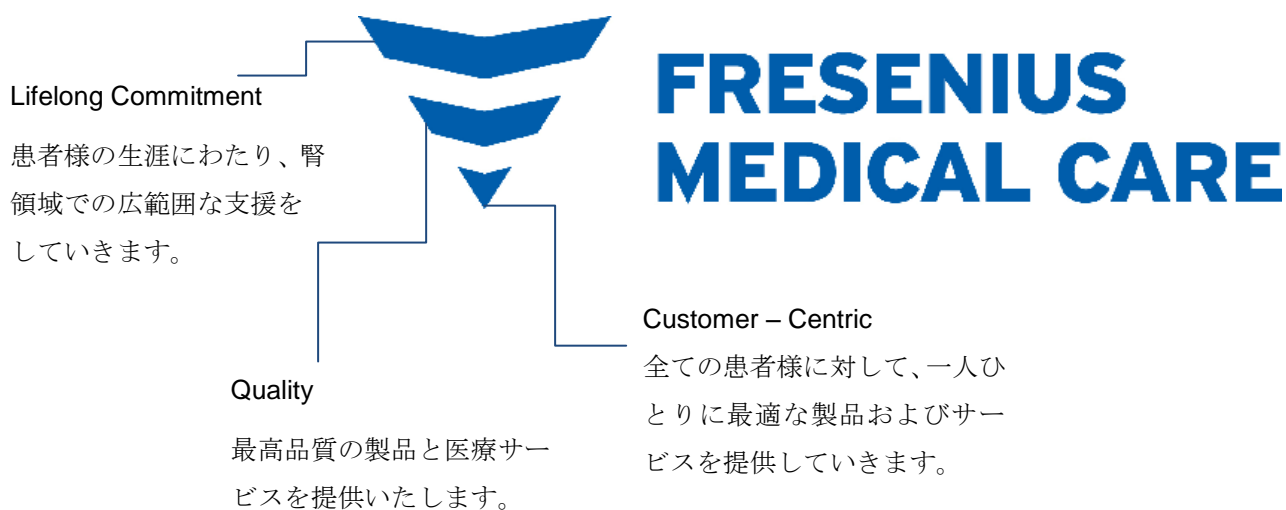 FRESENIUS
MEDICAL CARE
Lifelong Commitment
患者様の生涯にわたり、腎
領域での広範囲な支援を
していきます。
Quality
最高品質の製品と医療サー
ビスを提供いたします。
Customer – Centric
全ての患者様に対して、一人ひ
とりに最適な製品およびサー
ビスを提供していきます。